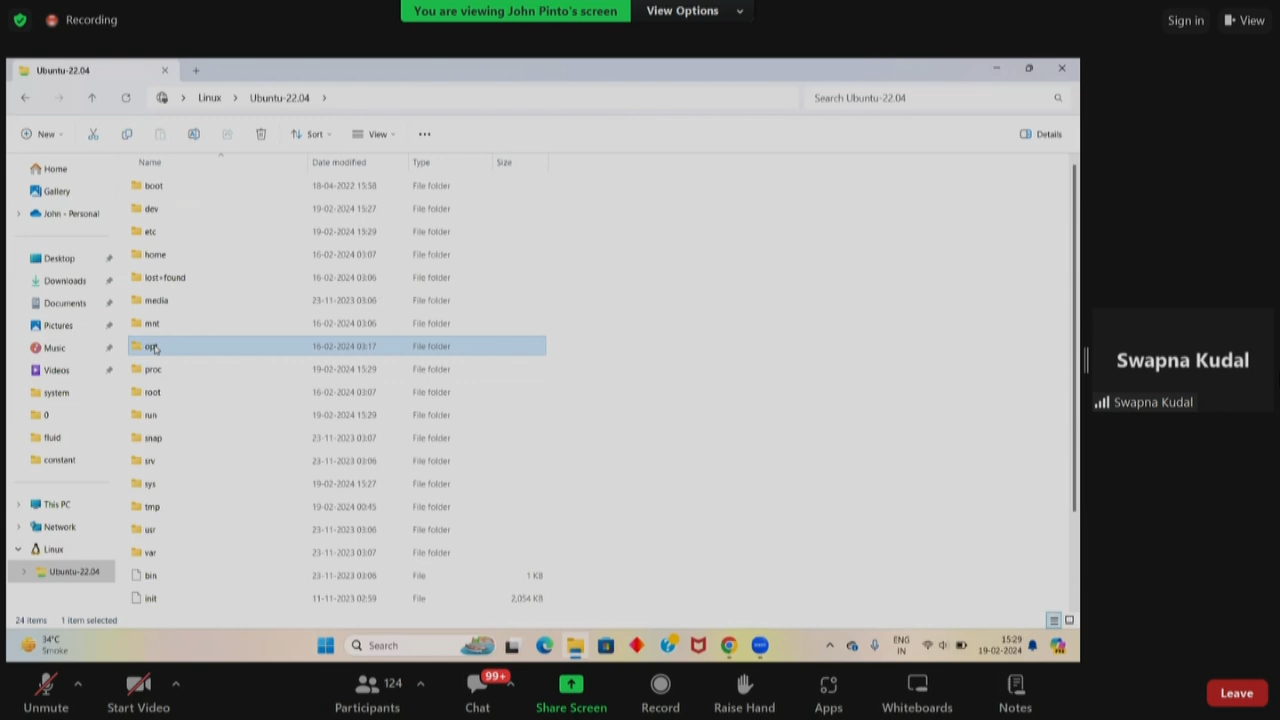 Recording
You are viewing John Pinto's screen
View Options
Sign in
View
Ubuntu-22.04
Linux
Ubuntu-22.04
Search Ubuntu-22.04
New
Sort
View
Details
Name Date modified Type Size
Home
Gallery
John - Personal
Desktop
Downloads
Documents
Pictures
Music
Videos
system
0
fluid
constant
This PC
Network
Linux
Ubuntu-22.04
boot 18-04-2022 15:58 File folder
dev 19-02-2024 15:27 File folder
etc 19-02-2024 15:29 File folder
home 16-02-2024 03:07 File folder
lost+found 16-02-2024 03:06 File folder
media 23-11-2023 03:06 File folder
mnt 16-02-2024 03:06 File folder
opt 16-02-2024 03:17 File folder
proc 19-02-2024 15:29 File folder
root 16-02-2024 03:07 File folder
run 19-02-2024 15:29 File folder
snap 23-11-2023 03:07 File folder
srv 23-11-2023 03:06 File folder
sys 19-02-2024 15:27 File folder
tmp 19-02-2024 00:45 File folder
usr 23-11-2023 03:06 File folder
var 23-11-2023 03:07 File folder
bin 23-11-2023 03:06 File 1 KB
init 11-11-2023 02:59 File 2,054 KB
24 items 1 item selected
34°C
Smoke
Search
ENG
IN
15:29
19-02-2024
Swapna Kudal
Swapna Kudal
Unmute
Start Video
124
Participants
99+
Chat
Share Screen
Record
Raise Hand
Apps
Whiteboards
Notes
Leave